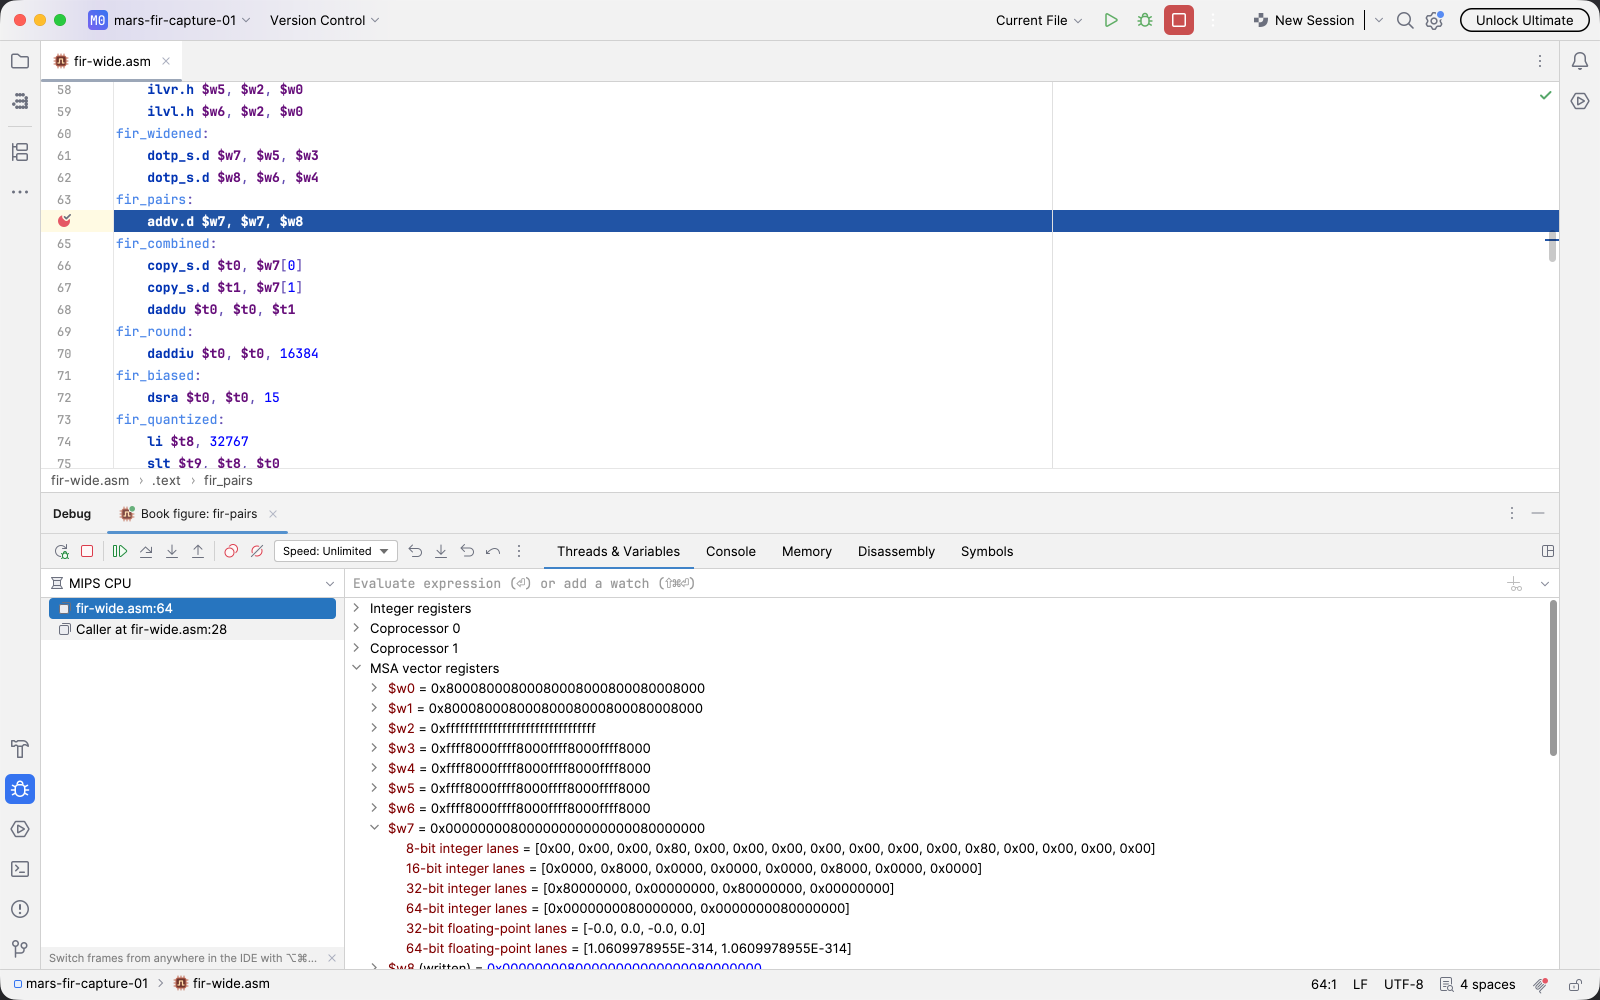 M0 mars-fir-capture-01 Version Control Current File New Session Unlock Ultimate
fir-wide.asm
58 ilvr.h $w5, $w2, $w0
59 ilvl.h $w6, $w2, $w0
60 fir_widened:
61 dotp_s.d $w7, $w5, $w3
62 dotp_s.d $w8, $w6, $w4
63 fir_pairs:
addv.d $w7, $w7, $w8
65 fir_combined:
66 copy_s.d $t0, $w7[0]
67 copy_s.d $t1, $w7[1]
68 daddu $t0, $t0, $t1
69 fir_round:
70 daddiu $t0, $t0, 16384
71 fir_biased:
72 dsra $t0, $t0, 15
73 fir_quantized:
74 li $t8, 32767
75 slt $t9, $t8, $t0
fir-wide.asm › .text › fir_pairs
Debug Book figure: fir-pairs
Speed: Unlimited Threads & Variables Console Memory Disassembly Symbols
MIPS CPU
fir-wide.asm:64
Caller at fir-wide.asm:28
Switch frames from anywhere in the IDE with ⌥⌘...
Evaluate expression (⏎) or add a watch (⇧⌘⏎)
Integer registers
Coprocessor 0
Coprocessor 1
MSA vector registers
$w0 = 0x80008000800080008000800080008000
$w1 = 0x80008000800080008000800080008000
$w2 = 0xffffffffffffffffffffffffffffffff
$w3 = 0xffff8000ffff8000ffff8000ffff8000
$w4 = 0xffff8000ffff8000ffff8000ffff8000
$w5 = 0xffff8000ffff8000ffff8000ffff8000
$w6 = 0xffff8000ffff8000ffff8000ffff8000
$w7 = 0x00000000800000000000000080000000
8-bit integer lanes = [0x00, 0x00, 0x00, 0x80, 0x00, 0x00, 0x00, 0x00, 0x00, 0x00, 0x00, 0x80, 0x00, 0x00, 0x00, 0x00]
16-bit integer lanes = [0x0000, 0x8000, 0x0000, 0x0000, 0x0000, 0x8000, 0x0000, 0x0000]
32-bit integer lanes = [0x80000000, 0x00000000, 0x80000000, 0x00000000]
64-bit integer lanes = [0x0000000080000000, 0x0000000080000000]
32-bit floating-point lanes = [-0.0, 0.0, -0.0, 0.0]
64-bit floating-point lanes = [1.0609978955E-314, 1.0609978955E-314]
$w8 (written) = 0x00000000800000000000000080000000
mars-fir-capture-01 › fir-wide.asm 64:1 LF UTF-8 4 spaces